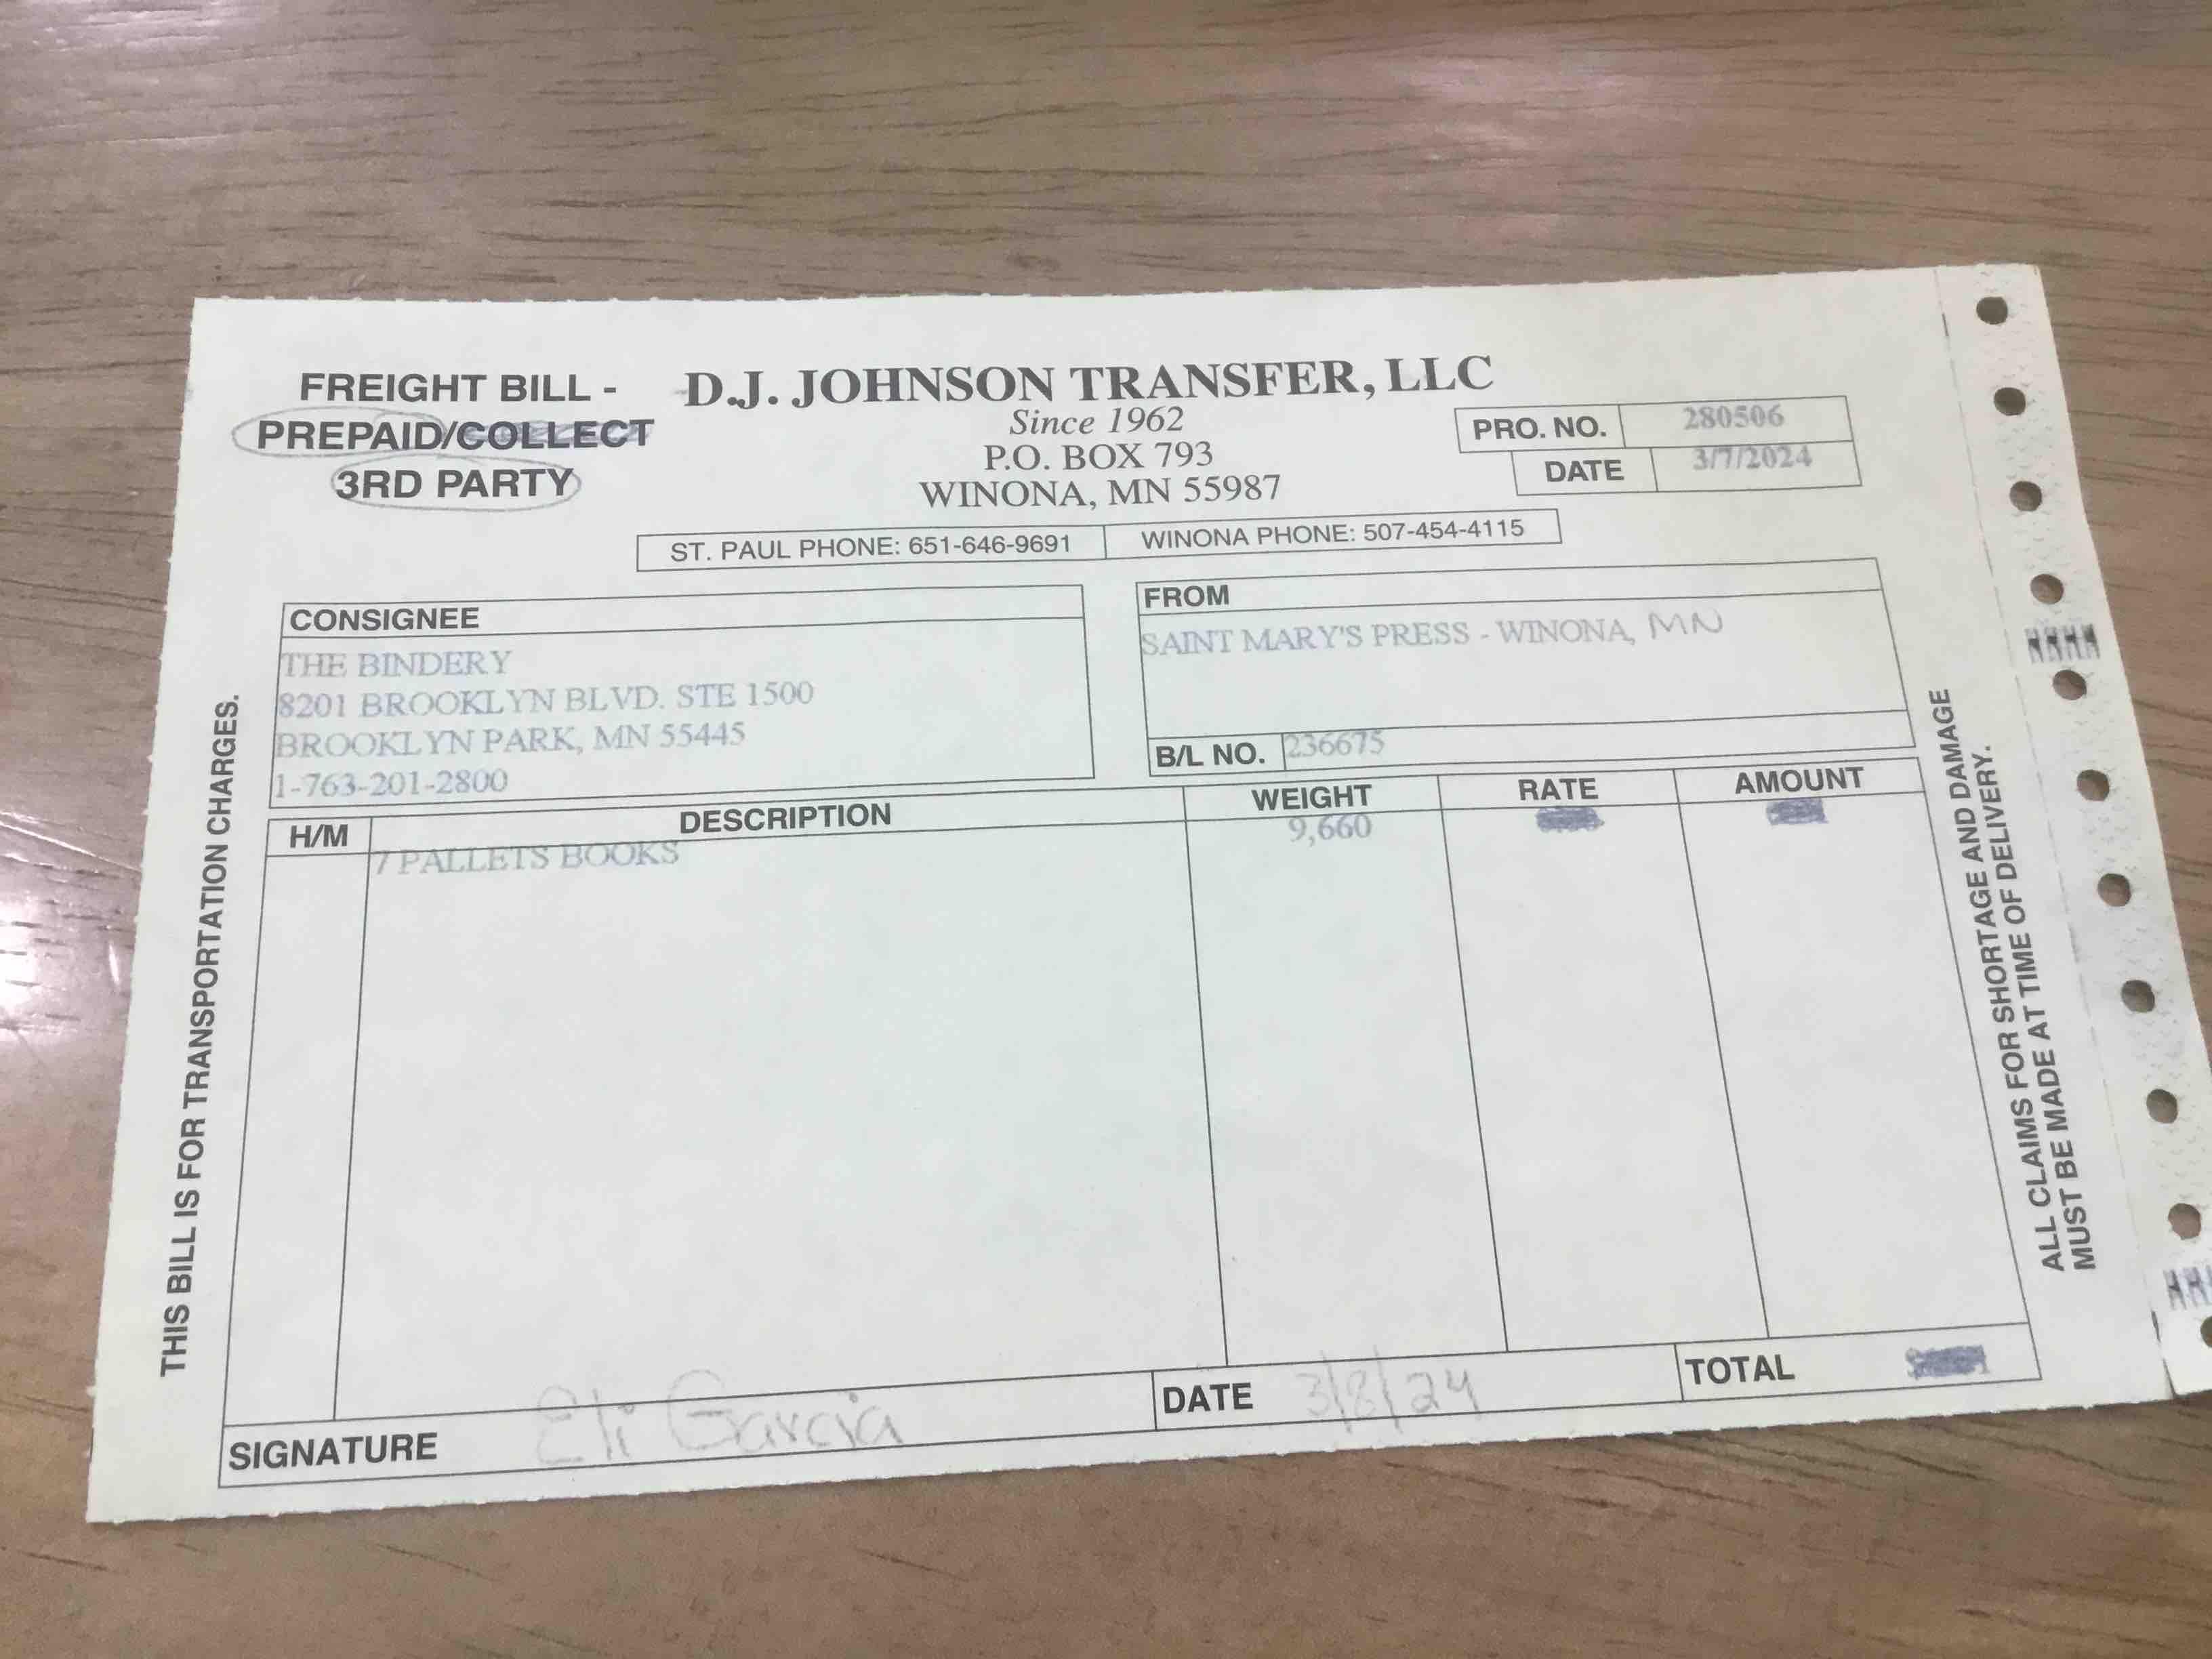 FREIGHT BILL -
PREPAID/COLLECT
3RD PARTY
D.J. JOHNSON TRANSFER, LLC
Since 1962
P.O. BOX 793
WINONA, MN 55987
PRO. NO. 280506
DATE 3/7/2024
ST. PAUL PHONE: 651-646-9691 WINONA PHONE: 507-454-4115
CONSIGNEE
THE BINDERY
8201 BROOKLYN BLVD. STE 1500
BROOKLYN PARK, MN 55445
1-763-201-2800
FROM
SAINT MARY'S PRESS - WINONA, MN
B/L NO. 236675
H/M DESCRIPTION WEIGHT RATE AMOUNT
7 PALLETS BOOKS 9,660
SIGNATURE Eli Garcia DATE 3/8/24 TOTAL
THIS BILL IS FOR TRANSPORTATION CHARGES.
ALL CLAIMS FOR SHORTAGE AND DAMAGE
MUST BE MADE AT TIME OF DELIVERY.